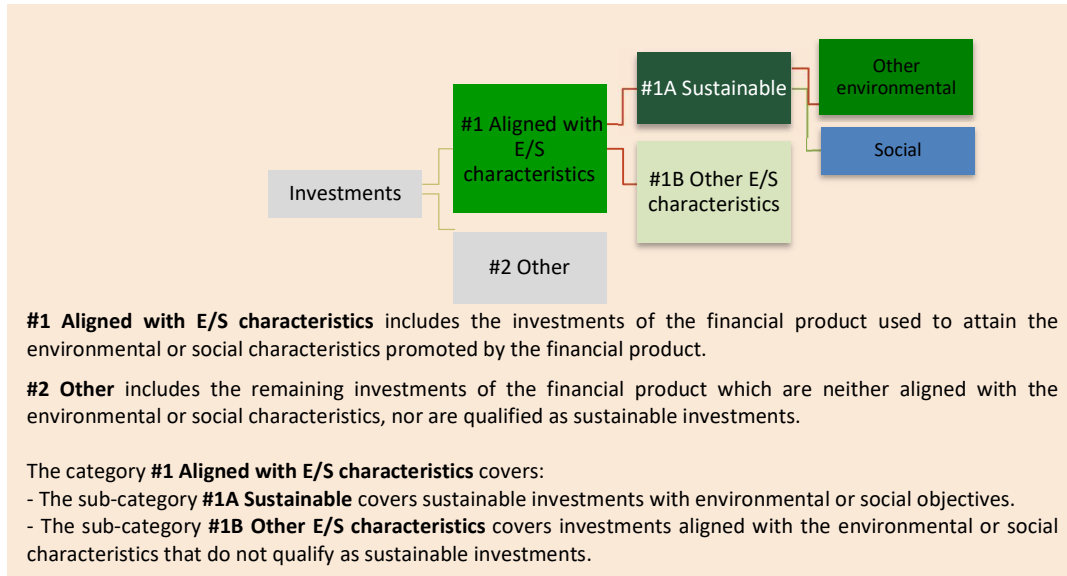 Other
environmental
#1A Sustainable
#1 Aligned with
E/S
characteristics
Social
#1B Other E/S
characteristics
Investments
#2 Other
#1 Aligned with E/S characteristics includes the investments of the financial product used to attain the
environmental or social characteristics promoted by the financial product.
#2 Other includes the remaining investments of the financial product which are neither aligned with the
environmental or social characteristics, nor are qualified as sustainable investments.
The category #1 Aligned with E/S characteristics covers:
- The sub-category #1A Sustainable covers sustainable investments with environmental or social objectives.
- The sub-category #1B Other E/S characteristics covers investments aligned with the environmental or social
characteristics that do not qualify as sustainable investments.